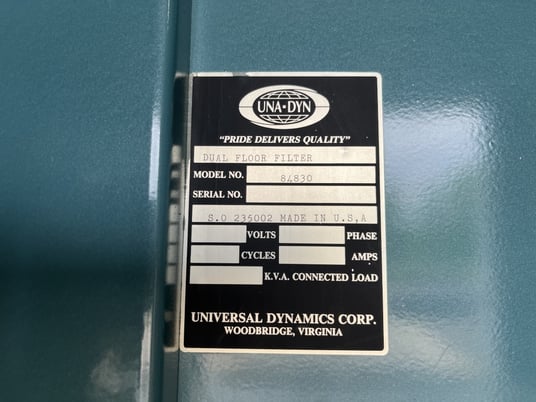 UNA-DYN
"PRIDE DELIVERS QUALITY"
DUAL FLOOR FILTER
MODEL NO. 84830
SERIAL NO.
S.O 235002 MADE IN U.S,A
VOLTS PHASE
CYCLES AMPS
K.V.A. CONNECTED LOAD
UNIVERSAL DYNAMICS CORP.
WOODBRIDGE, VIRGINIA